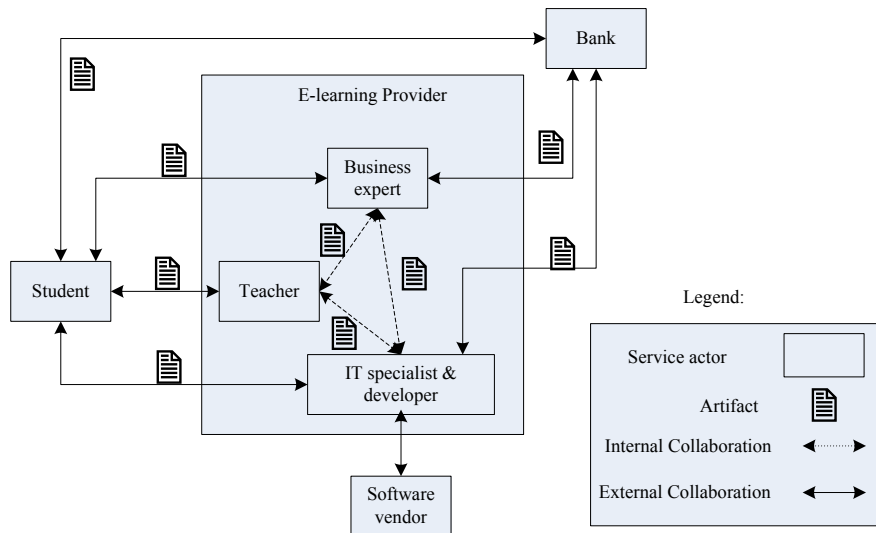 Bank
E-learning Provider
Business
expert
Student
Teacher
IT specialist &
developer
Software
vendor
Legend:
Service actor
Artifact
Internal Collaboration
External Collaboration